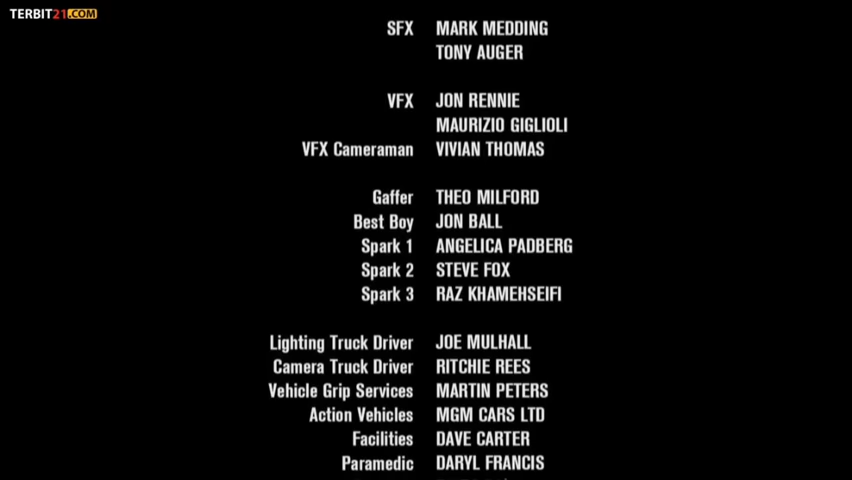 TERBIT21.COM
SFX MARK MEDDING
TONY AUGER
VFX JON RENNIE
MAURIZIO GIGLIOLI
VFX Cameraman VIVIAN THOMAS
Gaffer THEO MILFORD
Best Boy JON BALL
Spark 1 ANGELICA PADBERG
Spark 2 STEVE FOX
Spark 3 RAZ KHAMEHSEIFI
Lighting Truck Driver JOE MULHALL
Camera Truck Driver RITCHIE REES
Vehicle Grip Services MARTIN PETERS
Action Vehicles MGM CARS LTD
Facilities DAVE CARTER
Paramedic DARYL FRANCIS